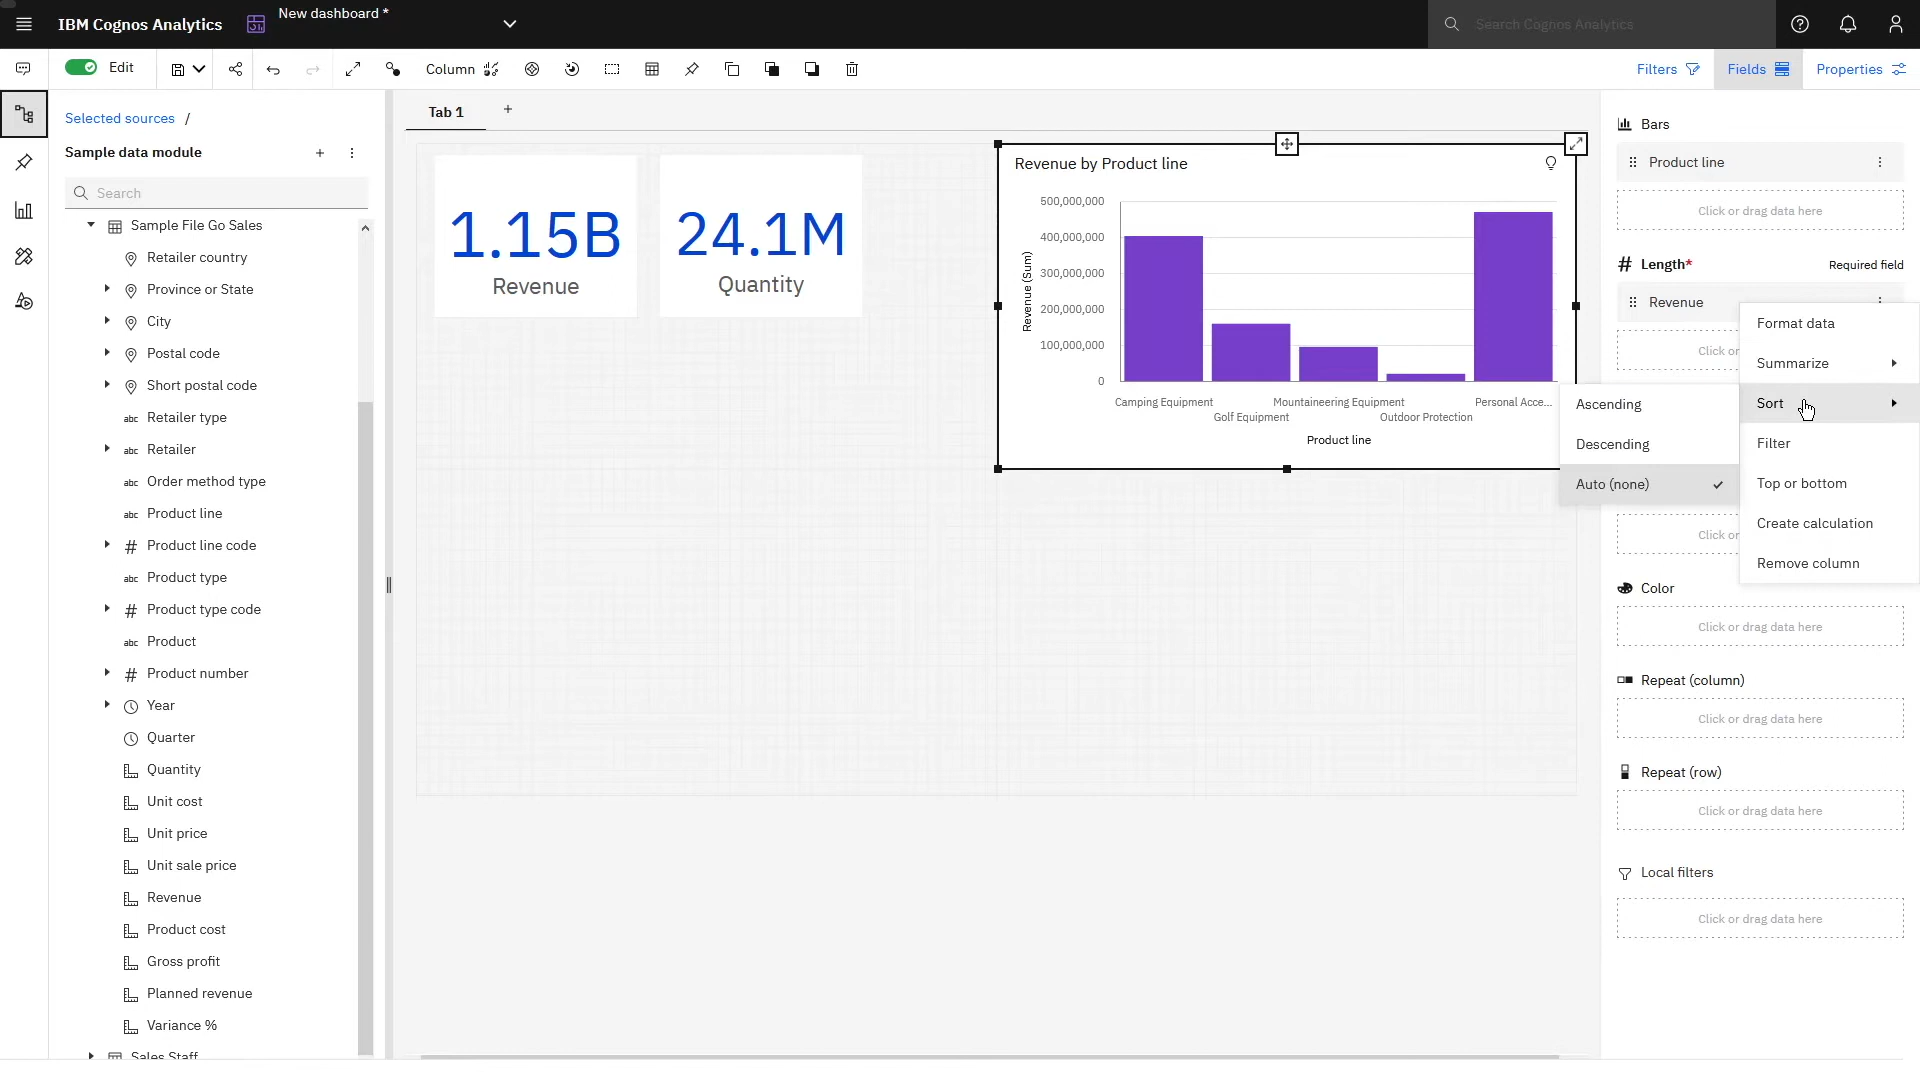 IBM Cognos Analytics
New dashboard *
Search Cognos Analytics
Edit
Column
Filters
Fields
Properties
Selected sources /
Sample data module
Search
Sample File Go Sales
Retailer country
Province or State
City
Postal code
Short postal code
Retailer type
Retailer
Order method type
Product line
Product line code
Product type
Product type code
Product
Product number
Year
Quarter
Quantity
Unit cost
Unit price
Unit sale price
Revenue
Product cost
Gross profit
Planned revenue
Variance %
Sales Staff
Tab 1
1.15B
Revenue
24.1M
Quantity
Revenue by Product line
500,000,000
400,000,000
300,000,000
200,000,000
100,000,000
0
Revenue (Sum)
Camping Equipment
Golf Equipment
Mountaineering Equipment
Outdoor Protection
Personal Acce...
Product line
Bars
Product line
Click or drag data here
Length*
Required field
Revenue
Click or
Format data
Summarize
Sort
Filter
Top or bottom
Create calculation
Remove column
Ascending
Descending
Auto (none)
Click or
Color
Click or drag data here
Repeat (column)
Click or drag data here
Repeat (row)
Click or drag data here
Local filters
Click or drag data here